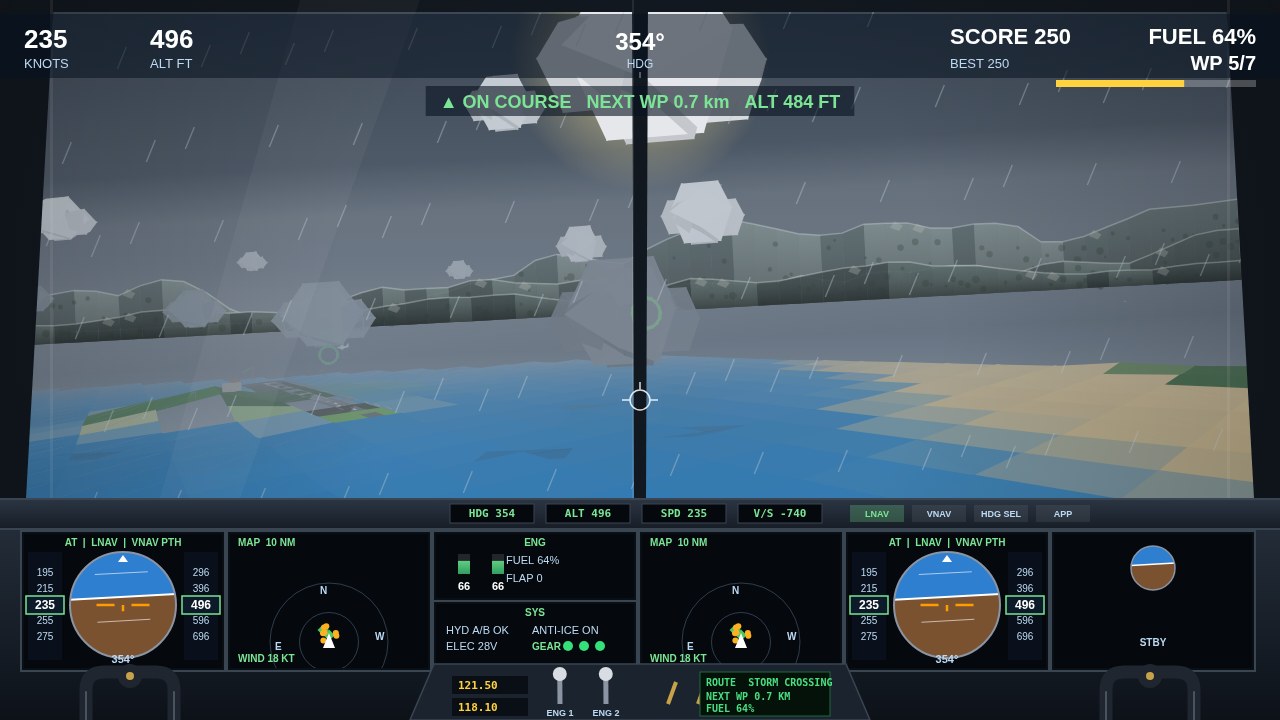 235
KNOTS
496
ALT FT
354°
HDG
SCORE 250
BEST 250
FUEL 64%
WP 5/7
▲ ON COURSE NEXT WP 0.7 km ALT 484 FT
HDG 354
ALT 496
SPD 235
V/S -740
LNAV
VNAV
HDG SEL
APP
AT | LNAV | VNAV PTH
195
215
235
255
275
296
396
496
596
696
354°
MAP 10 NM
N
E
W
WIND 18 KT
ENG
66
66
FUEL 64%
FLAP 0
SYS
HYD A/B OK
ANTI-ICE ON
ELEC 28V
GEAR
MAP 10 NM
N
E
W
WIND 18 KT
AT | LNAV | VNAV PTH
195
215
235
255
275
296
396
496
596
696
354°
STBY
121.50
118.10
ENG 1
ENG 2
ROUTE STORM CROSSING
NEXT WP 0.7 KM
FUEL 64%